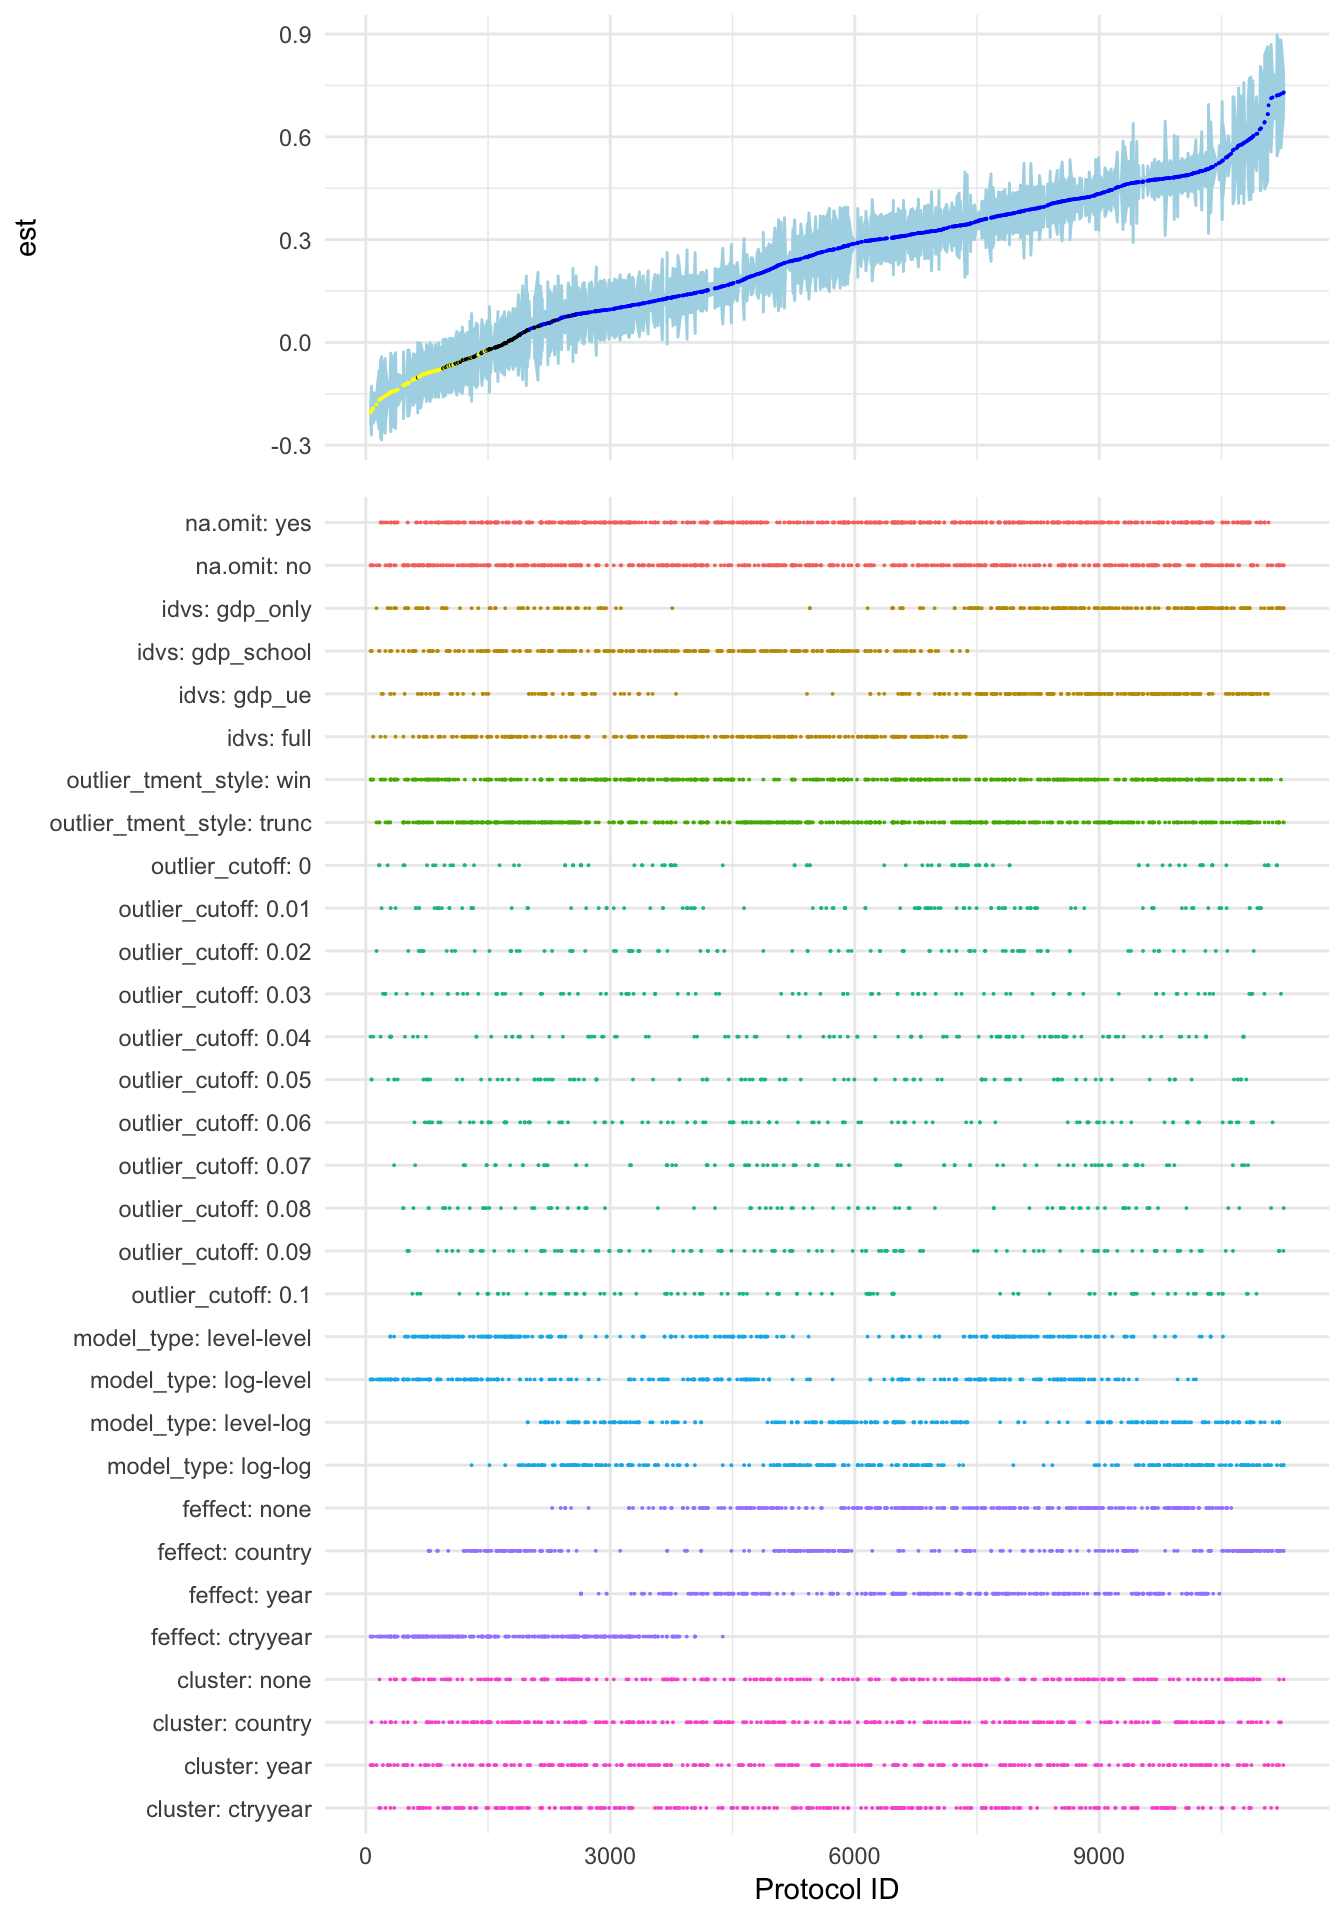 0.9
0.6
est
0.3
0.0
-0.3
na.omit: yes
na.omit: no
idvs: gdp_only
idvs: gdp_school
idvs: gdp_ue
idvs: full
outlier_tment_style: win
outlier_tment_style: trunc
outlier_cutoff: 0
outlier_cutoff: 0.01
outlier_cutoff: 0.02
outlier_cutoff: 0.03
outlier_cutoff: 0.04
outlier_cutoff: 0.05
outlier_cutoff: 0.06
outlier_cutoff: 0.07
outlier_cutoff: 0.08
outlier_cutoff: 0.09
outlier_cutoff: 0.1
model_type: level-level
model_type: log-level
model_type: level-log
model_type: log-log
feffect: none
feffect: country
feffect: year
feffect: ctryyear
cluster: none
cluster: country
cluster: year
cluster: ctryyear
0 3000 6000 9000
Protocol ID